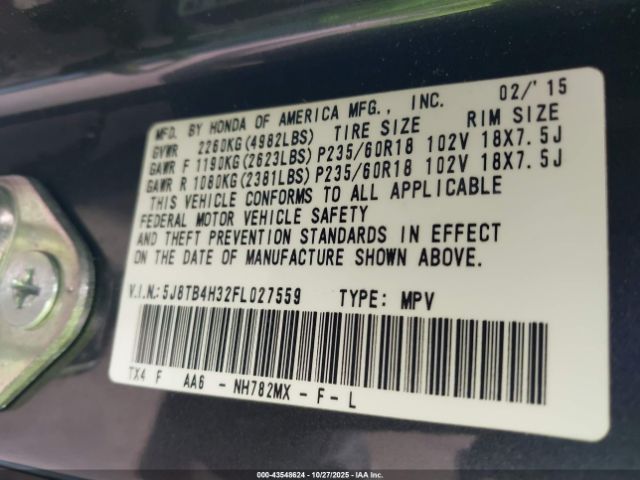 MFD. BY HONDA OF AMERICA MFG., INC. 02/'15
GVWR 2260KG(4982LBS) TIRE SIZE RIM SIZE
GAWR F 1190KG(2623LBS) P235/60R18 102V 18X7.5J
GAWR R 1080KG(2381LBS) P235/60R18 102V 18X7.5J
THIS VEHICLE CONFORMS TO ALL APPLICABLE
FEDERAL MOTOR VEHICLE SAFETY
AND THEFT PREVENTION STANDARDS IN EFFECT
ON THE DATE OF MANUFACTURE SHOWN ABOVE.
V.I.N.: 5J8TB4H32FL027559 TYPE: MPV
TX4 F AA6 - NH782MX - F - L
000-43548624 | 10/27/2025 | IAA Inc.